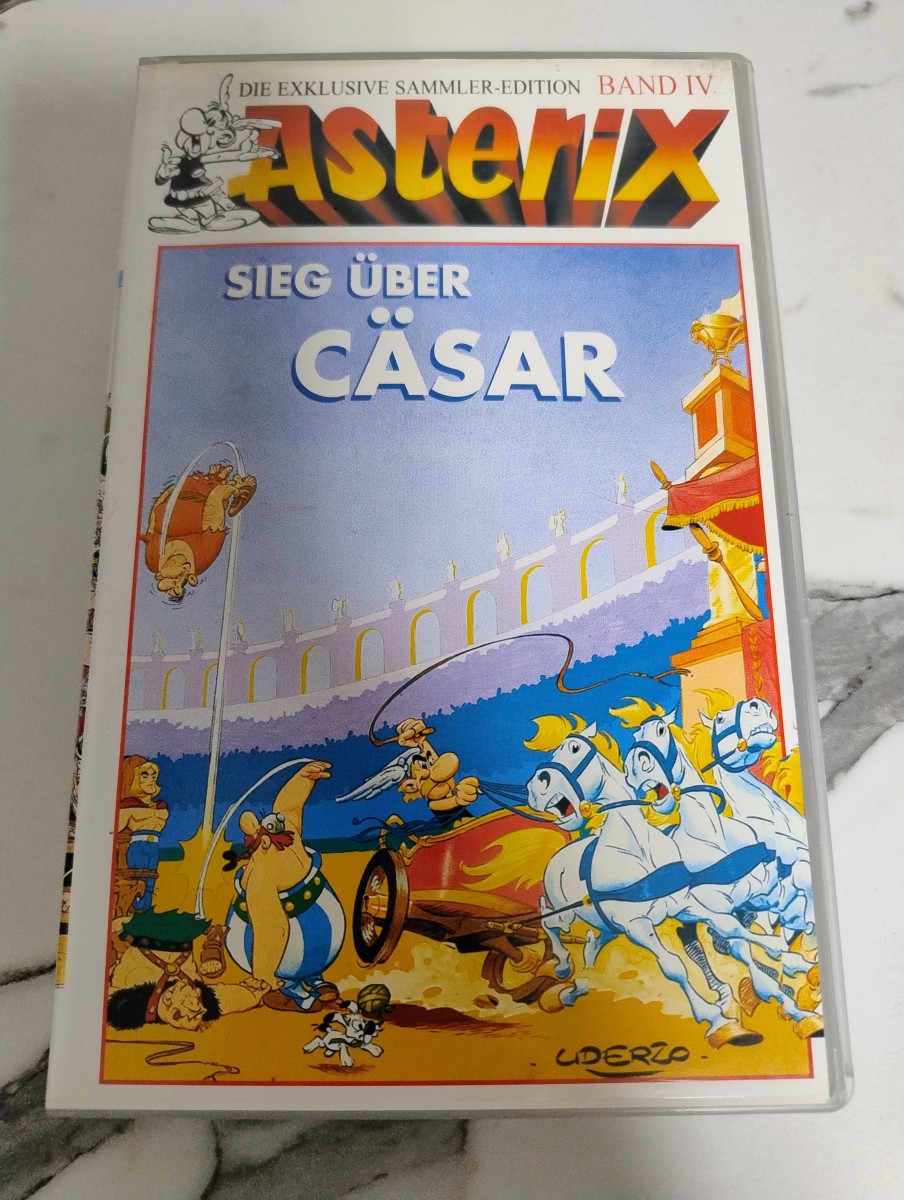 DIE EXKLUSIVE SAMMLER-EDITION BAND IV.
Asterix
SIEG ÜBER
CÄSAR
- UDERZO -